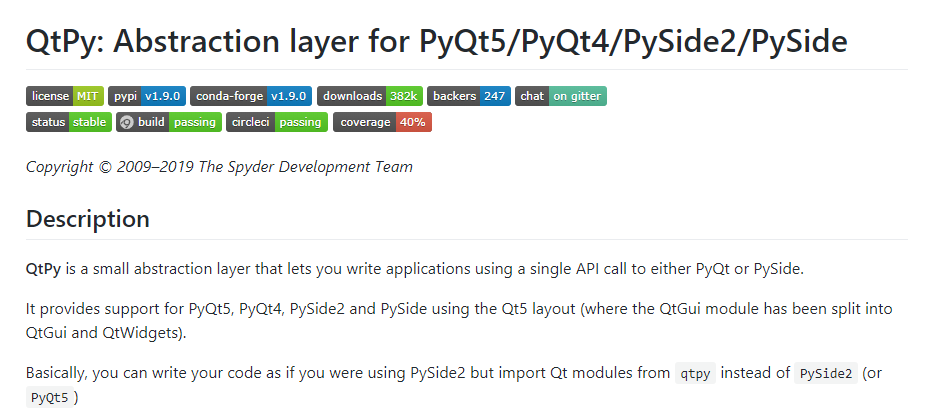 QtPy: Abstraction layer for PyQt5/PyQt4/PySide2/PySide
license MIT pypi v1.9.0 conda-forge v1.9.0 downloads 382k backers 247 chat on gitter
status stable build passing circleci passing coverage 40%
Copyright © 2009–2019 The Spyder Development Team
Description
QtPy is a small abstraction layer that lets you write applications using a single API call to either PyQt or PySide.
It provides support for PyQt5, PyQt4, PySide2 and PySide using the Qt5 layout (where the QtGui module has been split into
QtGui and QtWidgets).
Basically, you can write your code as if you were using PySide2 but import Qt modules from qtpy instead of PySide2 (or
PyQt5 )